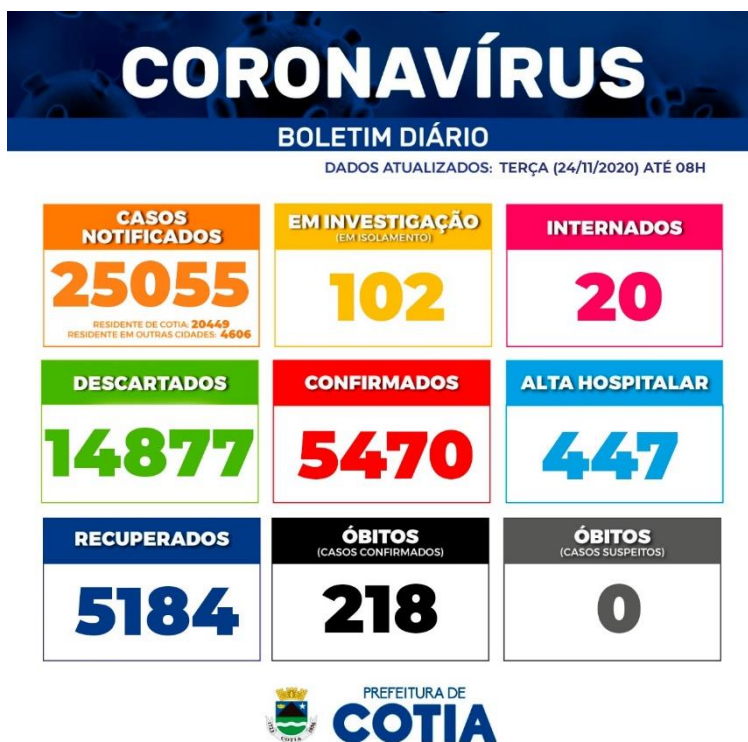 CORONAVÍRUS
BOLETIM DIÁRIO
DADOS ATUALIZADOS: TERÇA (24/11/2020) ATÉ 08H
CASOS
NOTIFICADOS
25055
RESIDENTE DE COTIA: 20449
RESIDENTE EM OUTRAS CIDADES: 4606
EM INVESTIGAÇÃO
(EM ISOLAMENTO)
102
INTERNADOS
20
DESCARTADOS
14877
CONFIRMADOS
5470
ALTA HOSPITALAR
447
RECUPERADOS
5184
ÓBITOS
(CASOS CONFIRMADOS)
218
ÓBITOS
(CASOS SUSPEITOS)
0
PREFEITURA DE
COTIA
COTIA